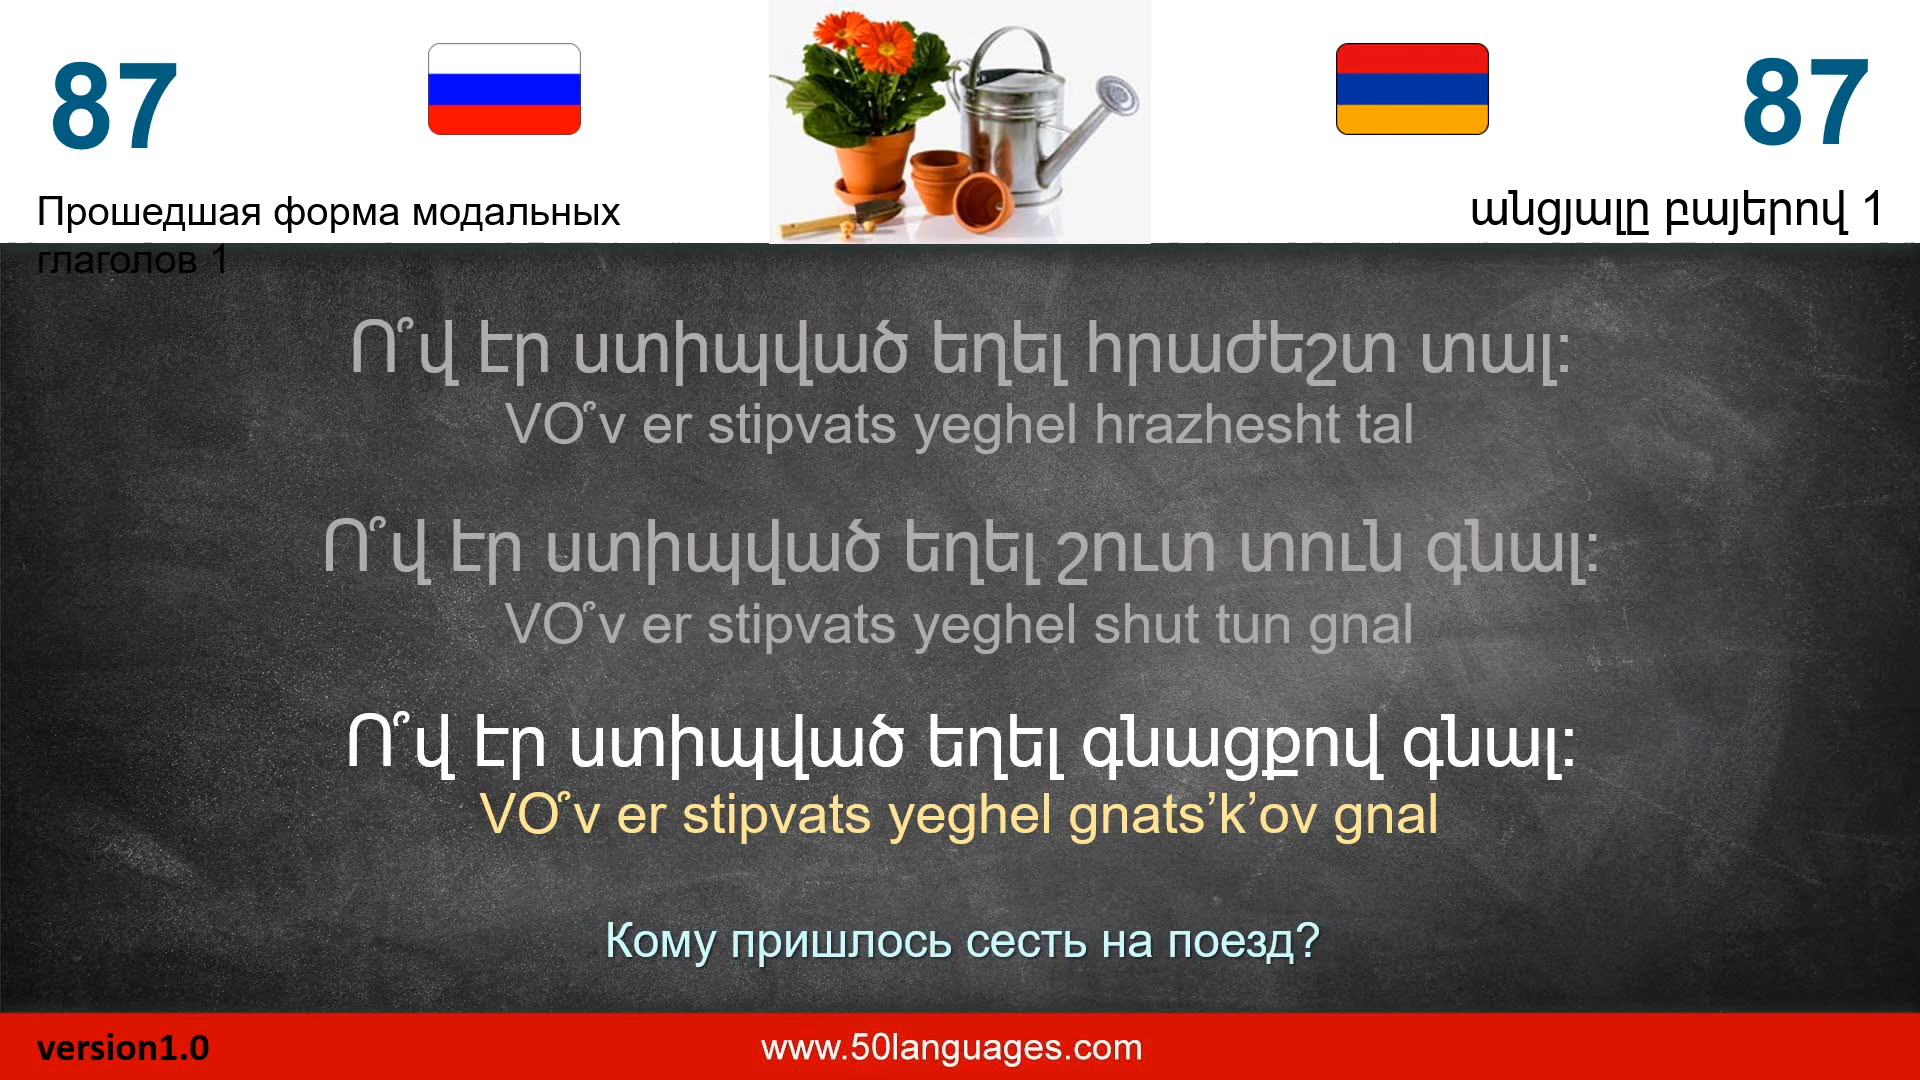 87
87
Прошедшая форма модальных
глаголов 1
անցյալը բայերով 1
Ո՞վ էր ստիպված եղել հրաժեշտ տալ:
VO՞v er stipvats yeghel hrazhesht tal
Ո՞վ էր ստիպված եղել շուտ տուն գնալ:
VO՞v er stipvats yeghel shut tun gnal
Ո՞վ էր ստիպված եղել գնացքով գնալ:
VO՞v er stipvats yeghel gnats’k’ov gnal
Кому пришлось сесть на поезд?
version1.0
www.50languages.com